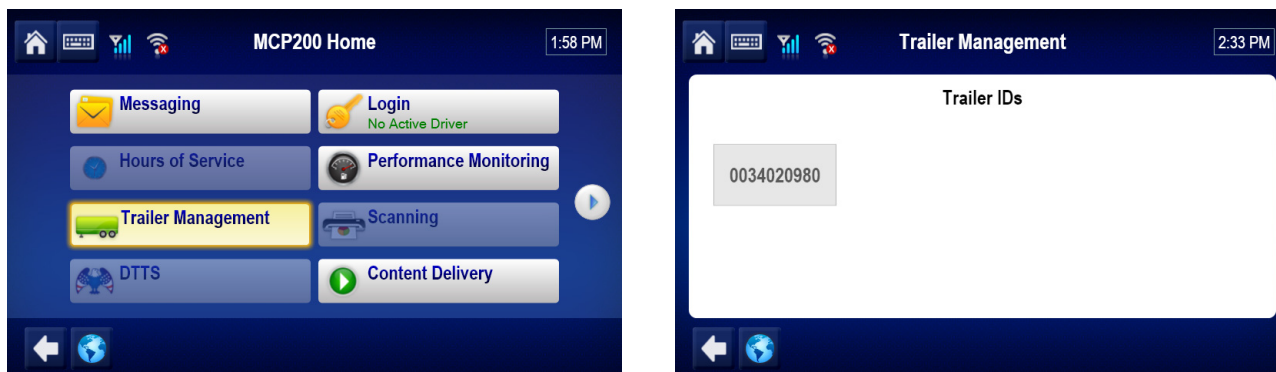 MCP200 Home
1:58 PM
Messaging
Login
No Active Driver
Hours of Service
Performance Monitoring
Trailer Management
Scanning
DTTS
Content Delivery
Trailer Management
2:33 PM
Trailer IDs
0034020980